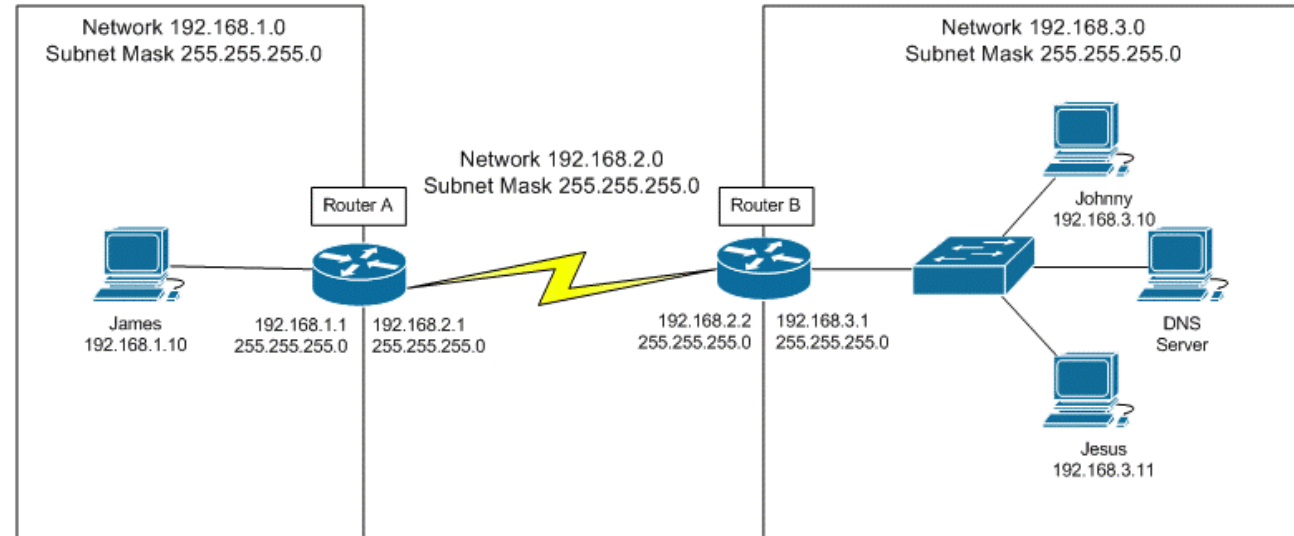 Network 192.168.1.0
Subnet Mask 255.255.255.0
Network 192.168.3.0
Subnet Mask 255.255.255.0
Network 192.168.2.0
Subnet Mask 255.255.255.0
Router A
Router B
Johnny
192.168.3.10
James
192.168.1.10
192.168.1.1
255.255.255.0
192.168.2.1
255.255.255.0
192.168.2.2
255.255.255.0
192.168.3.1
255.255.255.0
DNS
Server
Jesus
192.168.3.11